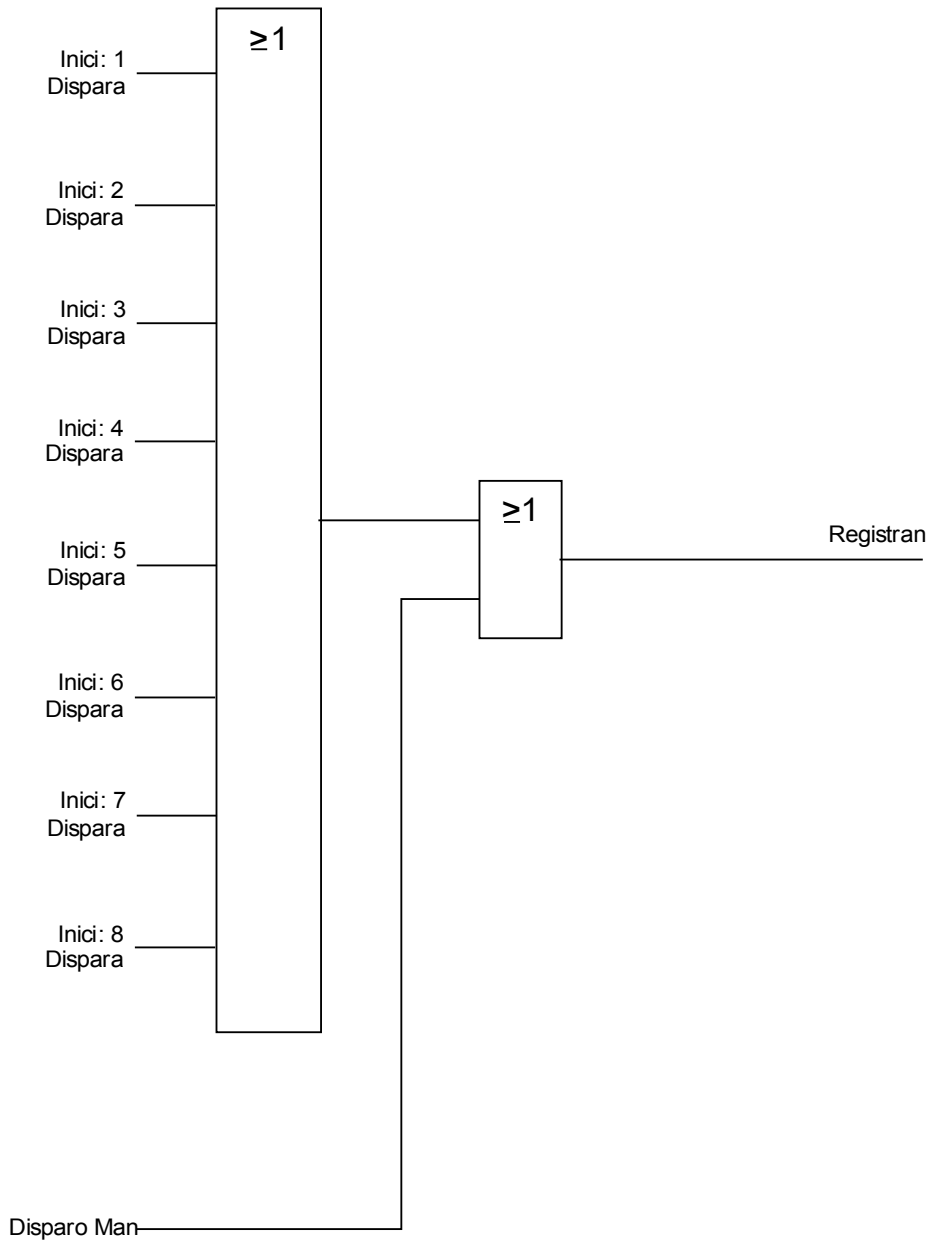 ≥1
Inici: 1
Dispara
Inici: 2
Dispara
Inici: 3
Dispara
Inici: 4
Dispara
≥1
Inici: 5
Dispara
Registran
Inici: 6
Dispara
Inici: 7
Dispara
Inici: 8
Dispara
Disparo Man